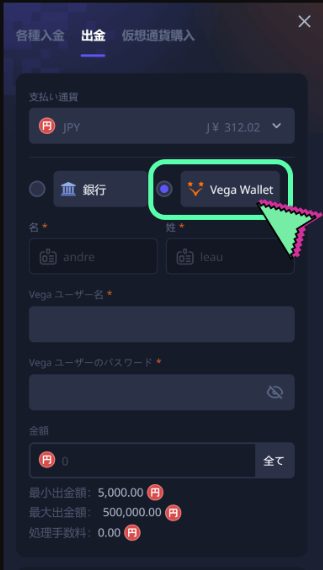 各種入金 出金 仮想通貨購入
支払い通貨
円 JPY J¥ 312.02
銀行 Vega Wallet
名 * 姓 *
andre leau
Vega ユーザー名 *
Vega ユーザーのパスワード *
金額
円 0 全て
最小出金額: 5,000.00 円
最大出金額: 500,000.00 円
処理手数料: 0.00 円